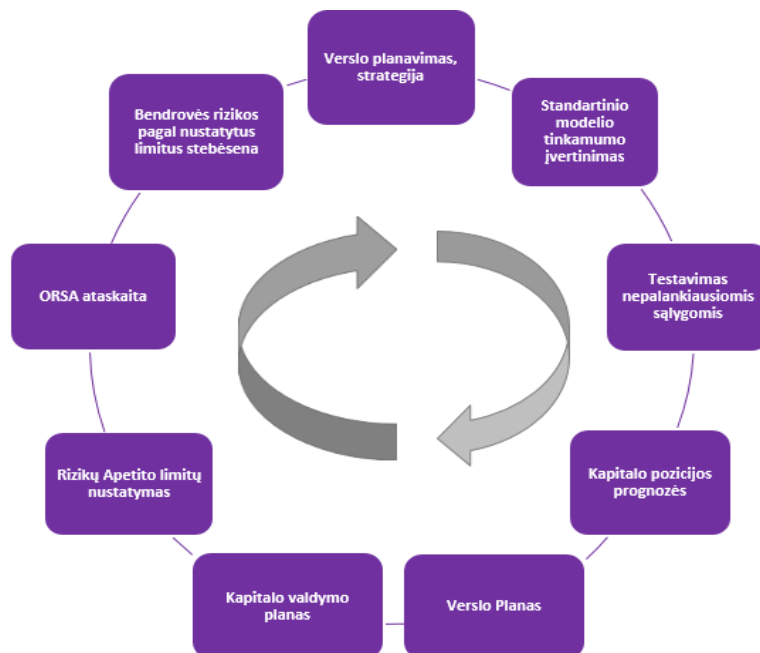 Verslo planavimas,
strategija
Standartinio
modelio
tinkamumo
įvertinimas
Testavimas
nepalankiausiomis
sąlygomis
Kapitalo pozicijos
prognozės
Verslo Planas
Kapitalo valdymo
planas
Rizikų Apetito limitų
nustatymas
ORSA ataskaita
Bendrovės rizikos
pagal nustatytus
limitus stebėsena